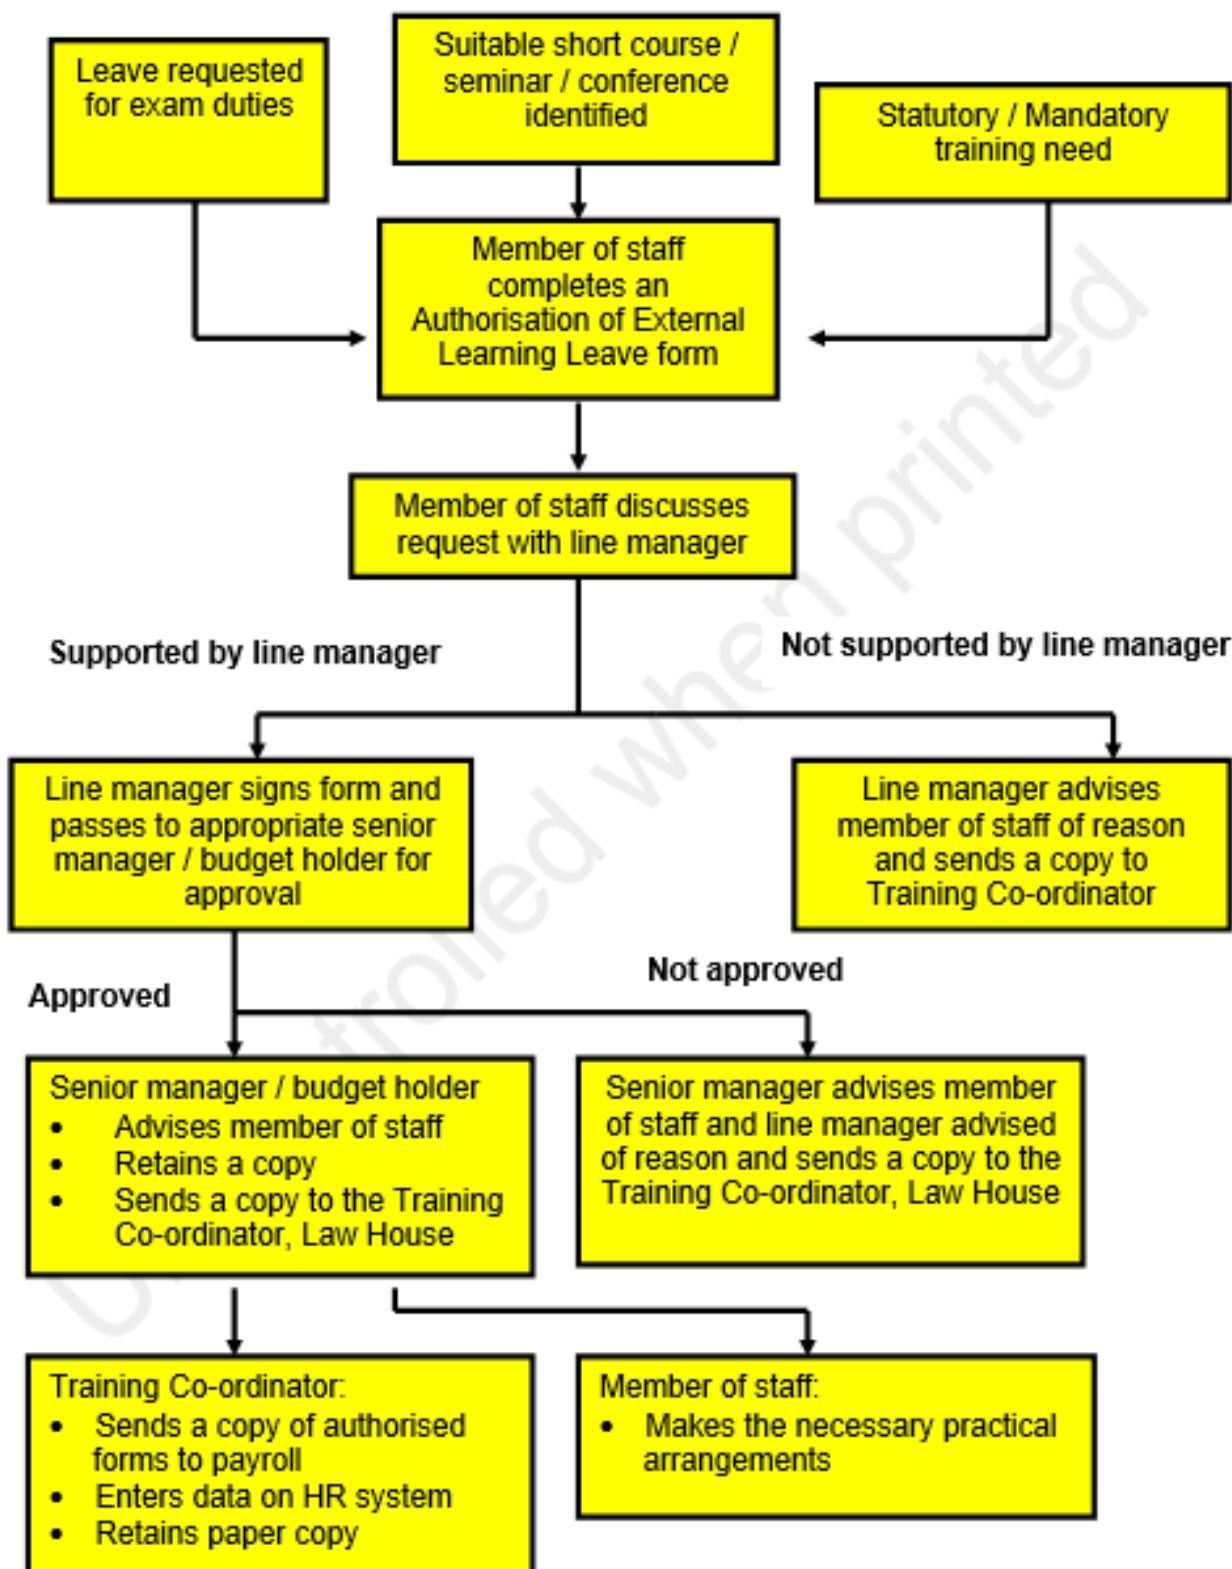 Leave requested
for exam duties
Suitable short course /
seminar / conference
identified
Statutory / Mandatory
training need
Member of staff
completes an
Authorisation of External
Learning Leave form
Member of staff discusses
request with line manager
Supported by line manager
Not supported by line manager
Line manager signs form and
passes to appropriate senior
manager / budget holder for
approval
Line manager advises
member of staff of reason
and sends a copy to
Training Co-ordinator
Approved
Not approved
Senior manager / budget holder
• Advises member of staff
• Retains a copy
• Sends a copy to the Training
Co-ordinator, Law House
Senior manager advises member
of staff and line manager advised
of reason and sends a copy to the
Training Co-ordinator, Law House
Training Co-ordinator:
• Sends a copy of authorised
forms to payroll
• Enters data on HR system
• Retains paper copy
Member of staff:
• Makes the necessary practical
arrangements
when printed